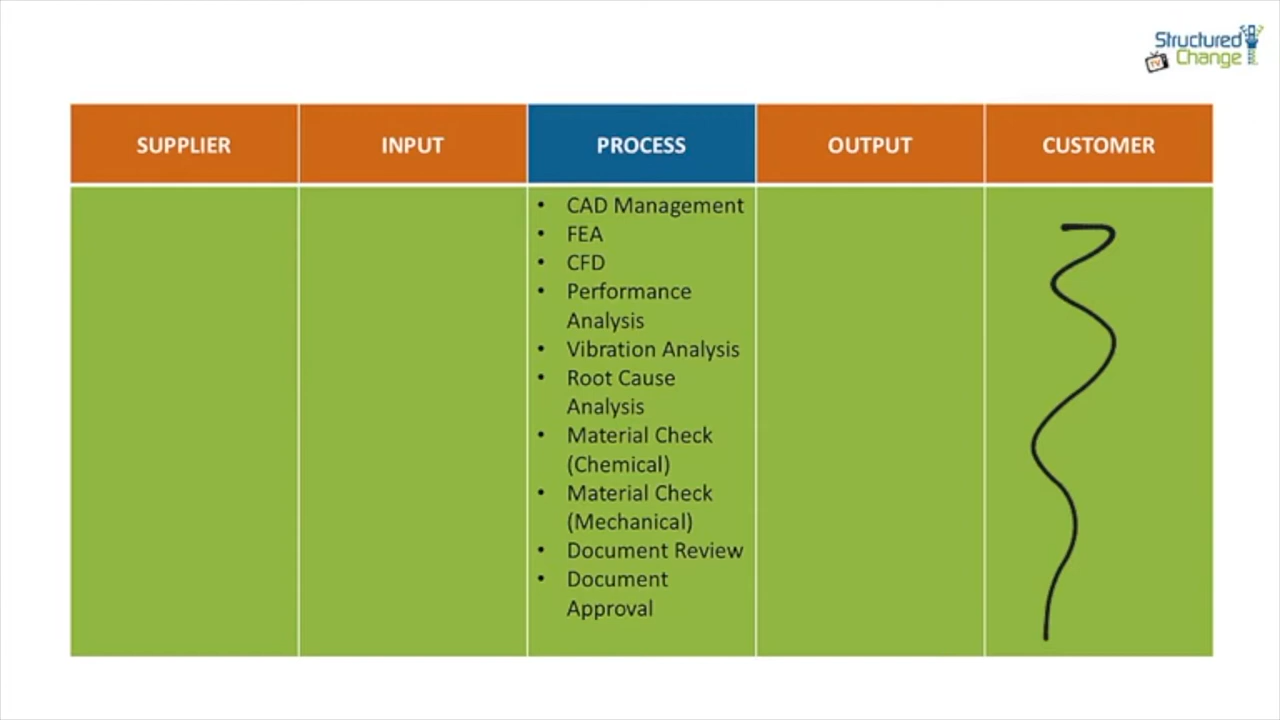 Structured
TV Change
SUPPLIER INPUT PROCESS OUTPUT CUSTOMER
• CAD Management
• FEA
• CFD
• Performance
Analysis
• Vibration Analysis
• Root Cause
Analysis
• Material Check
(Chemical)
• Material Check
(Mechanical)
• Document Review
• Document
Approval